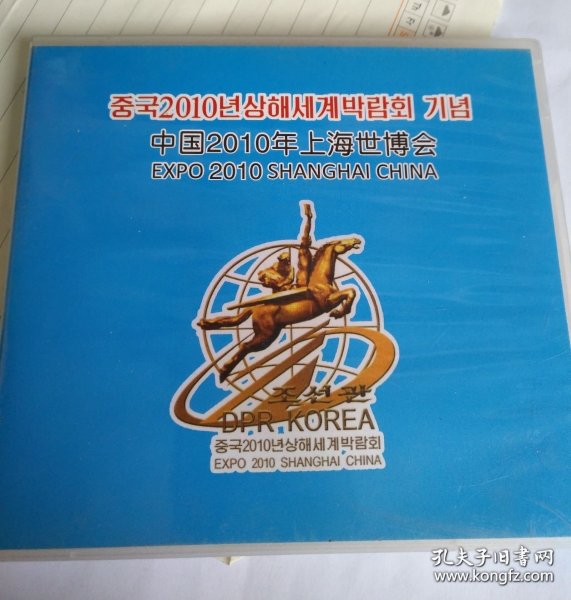 중국2010년상해세계박람회 기념
中国2010年上海世博会
EXPO 2010 SHANGHAI CHINA
조선관
DPR KOREA
중국2010년상해세계박람회
EXPO 2010 SHANGHAI CHINA
孔夫子旧书网
www.kongfz.com